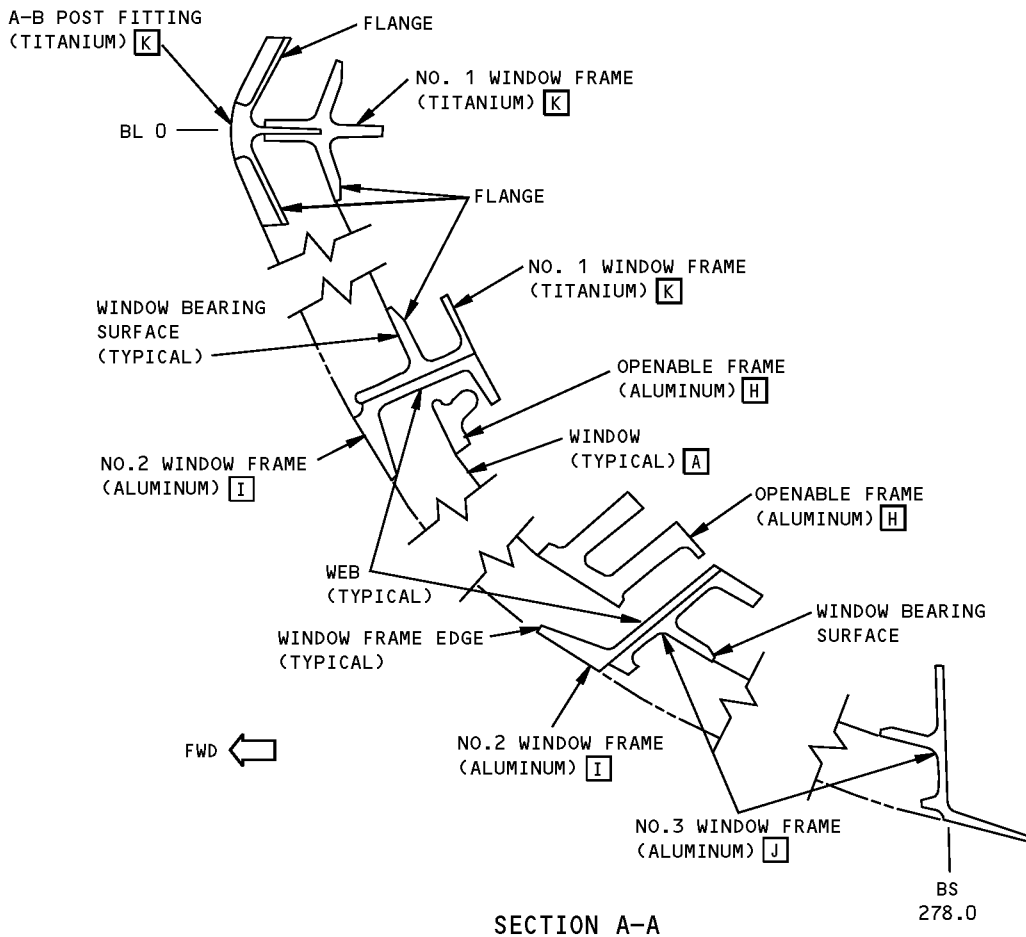 A-B POST FITTING
(TITANIUM) K
FLANGE
NO. 1 WINDOW FRAME
(TITANIUM) K
BL 0
FLANGE
NO. 1 WINDOW FRAME
(TITANIUM) K
WINDOW BEARING
SURFACE
(TYPICAL)
OPENABLE FRAME
(ALUMINUM) H
WINDOW
(TYPICAL) A
NO.2 WINDOW FRAME
(ALUMINUM) I
OPENABLE FRAME
(ALUMINUM) H
WEB
(TYPICAL)
WINDOW BEARING
SURFACE
WINDOW FRAME EDGE
(TYPICAL)
FWD
NO.2 WINDOW FRAME
(ALUMINUM) I
NO.3 WINDOW FRAME
(ALUMINUM) J
BS
278.0
SECTION A-A